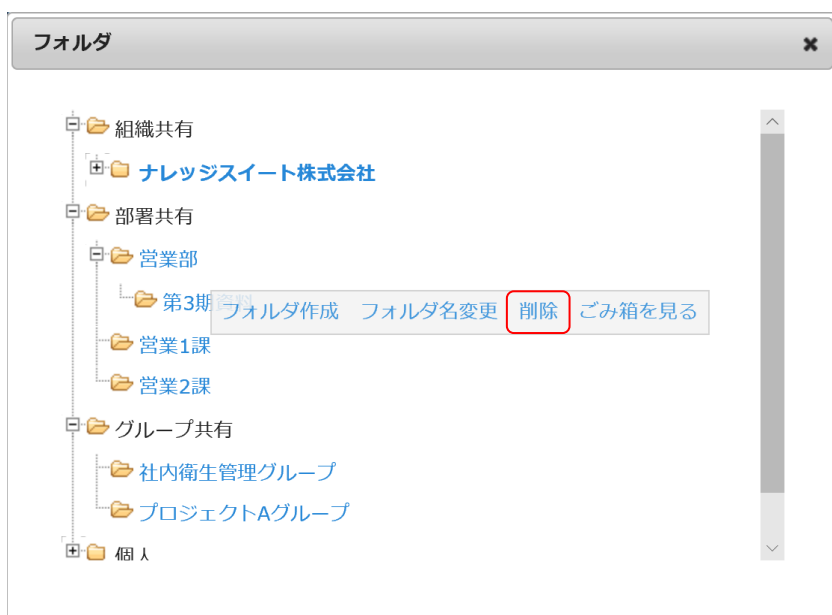 フォルダ
組織共有
ナレッジスイート株式会社
部署共有
営業部
第3期資料
フォルダ作成 フォルダ名変更 削除 ごみ箱を見る
営業1課
営業2課
グループ共有
社内衛生管理グループ
プロジェクトAグループ
個人